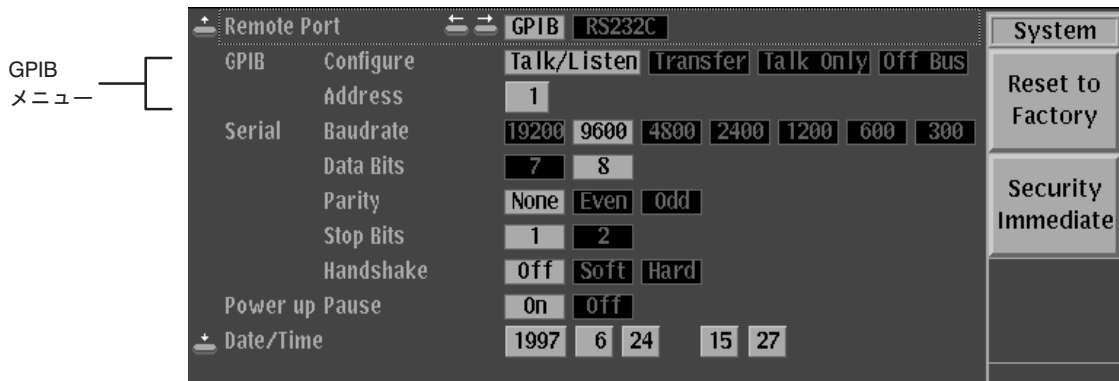 Remote Port GPIB RS232C
GPIB
メニュー
GPIB Configure Talk/Listen Transfer Talk Only Off Bus
Address 1
Serial Baudrate 19200 9600 4800 2400 1200 600 300
Data Bits 7 8
Parity None Even Odd
Stop Bits 1 2
Handshake Off Soft Hard
Power up Pause On Off
Date/Time 1997 6 24 15 27
System
Reset to
Factory
Security
Immediate